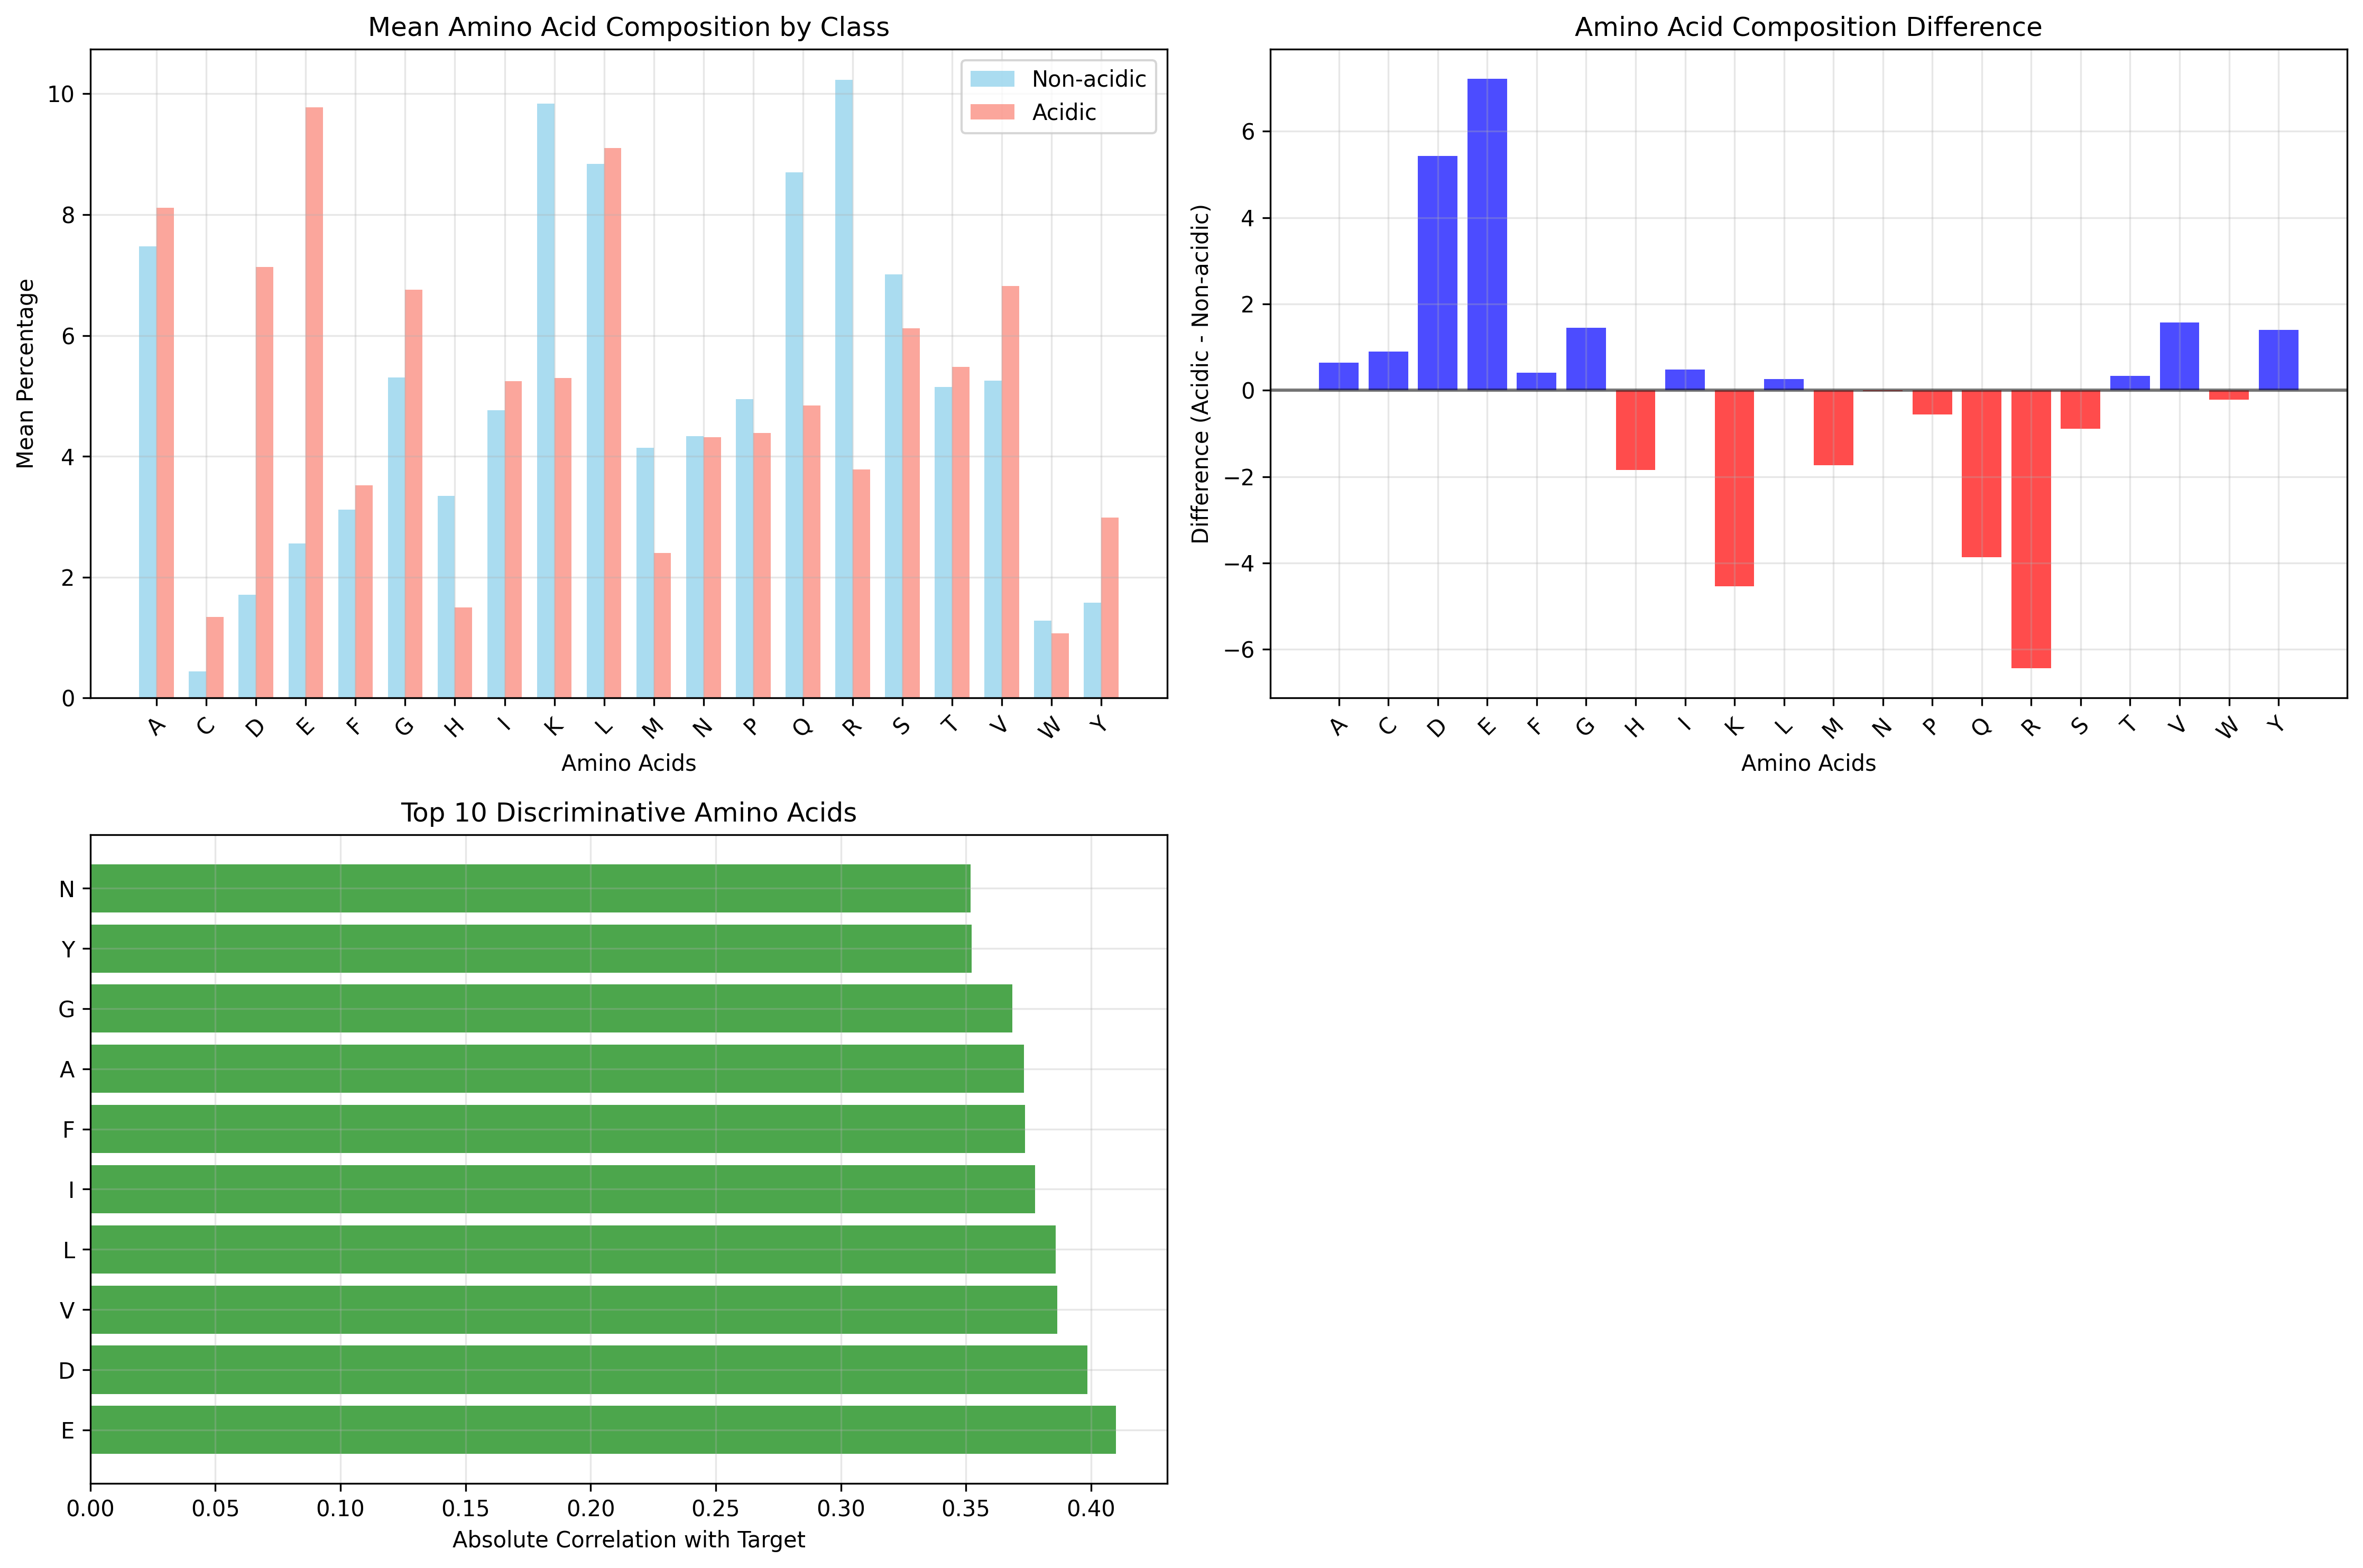 Mean Amino Acid Composition by Class
Mean Percentage
10
8
6
4
2
0
Non-acidic
Acidic
A C D E F G H I K L M N P Q R S T V W Y
Amino Acids
Amino Acid Composition Difference
Difference (Acidic - Non-acidic)
6
4
2
0
−2
−4
−6
A C D E F G H I K L M N P Q R S T V W Y
Amino Acids
Top 10 Discriminative Amino Acids
N
Y
G
A
F
I
L
V
D
E
0.00 0.05 0.10 0.15 0.20 0.25 0.30 0.35 0.40
Absolute Correlation with Target